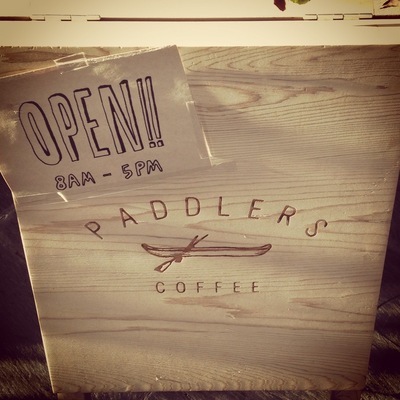 OPEN!!
8AM - 5PM
PADDLERS
COFFEE